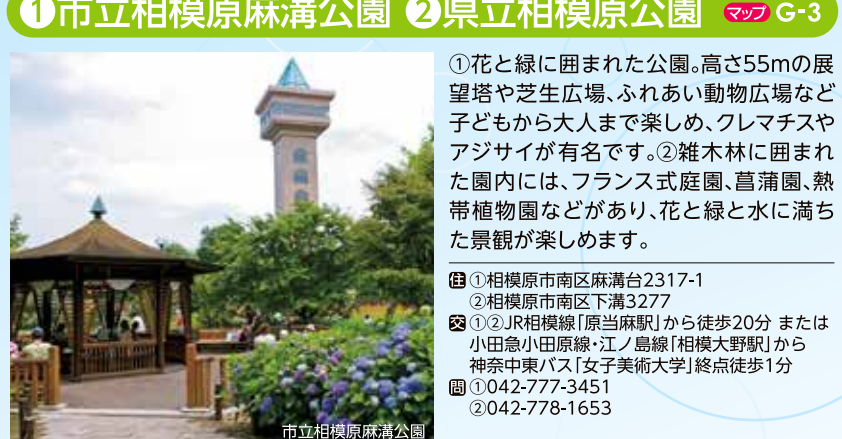 ❶市立相模原麻溝公園 ❷県立相模原公園 マップ G-3
①花と緑に囲まれた公園。高さ55mの展
望塔や芝生広場、ふれあい動物広場など
子どもから大人まで楽しめ、クレマチスや
アジサイが有名です。②雑木林に囲まれ
た園内には、フランス式庭園、菖蒲園、熱
帯植物園などがあり、花と緑と水に満ち
た景観が楽しめます。
住 ①相模原市南区麻溝台2317-1
②相模原市南区下溝3277
交 ①②JR相模線「原当麻駅」から徒歩20分 または
小田急小田原線・江ノ島線「相模大野駅」から
神奈中東バス「女子美術大学」終点徒歩1分
問 ①042-777-3451
②042-778-1653
市立相模原麻溝公園